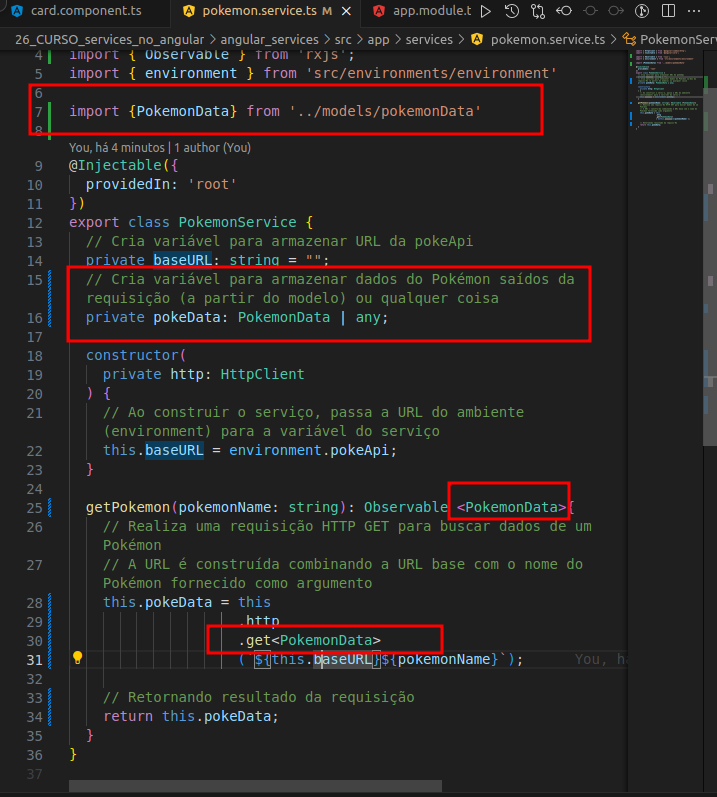 card.component.ts pokemon.service.ts M app.module.t
26_CURSO_services_no_angular > angular_services > src > app > services > pokemon.service.ts > PokemonServ
4 import { Observable } from 'rxjs';
5 import { environment } from 'src/environments/environment'
6
7 import {PokemonData} from '../models/pokemonData'
8
You, há 4 minutos | 1 author (You)
9 @Injectable({
10 providedIn: 'root'
11 })
12 export class PokemonService {
13 // Cria variável para armazenar URL da pokeApi
14 private baseURL: string = "";
15 // Cria variável para armazenar dados do Pokémon saídos da
requisição (a partir do modelo) ou qualquer coisa
16 private pokeData: PokemonData | any;
17
18 constructor(
19 private http: HttpClient
20 ) {
21 // Ao construir o serviço, passa a URL do ambiente
(environment) para a variável do serviço
22 this.baseURL = environment.pokeApi;
23 }
24
25 getPokemon(pokemonName: string): Observable <PokemonData>{
26 // Realiza uma requisição HTTP GET para buscar dados de um
Pokémon
27 // A URL é construída combinando a URL base com o nome do
Pokémon fornecido como argumento
28 this.pokeData = this
29 .http
30 .get<PokemonData>
31 (`${this.baseURL}${pokemonName}`); You, há
32
33 // Retornando resultado da requisição
34 return this.pokeData;
35 }
36 }
37